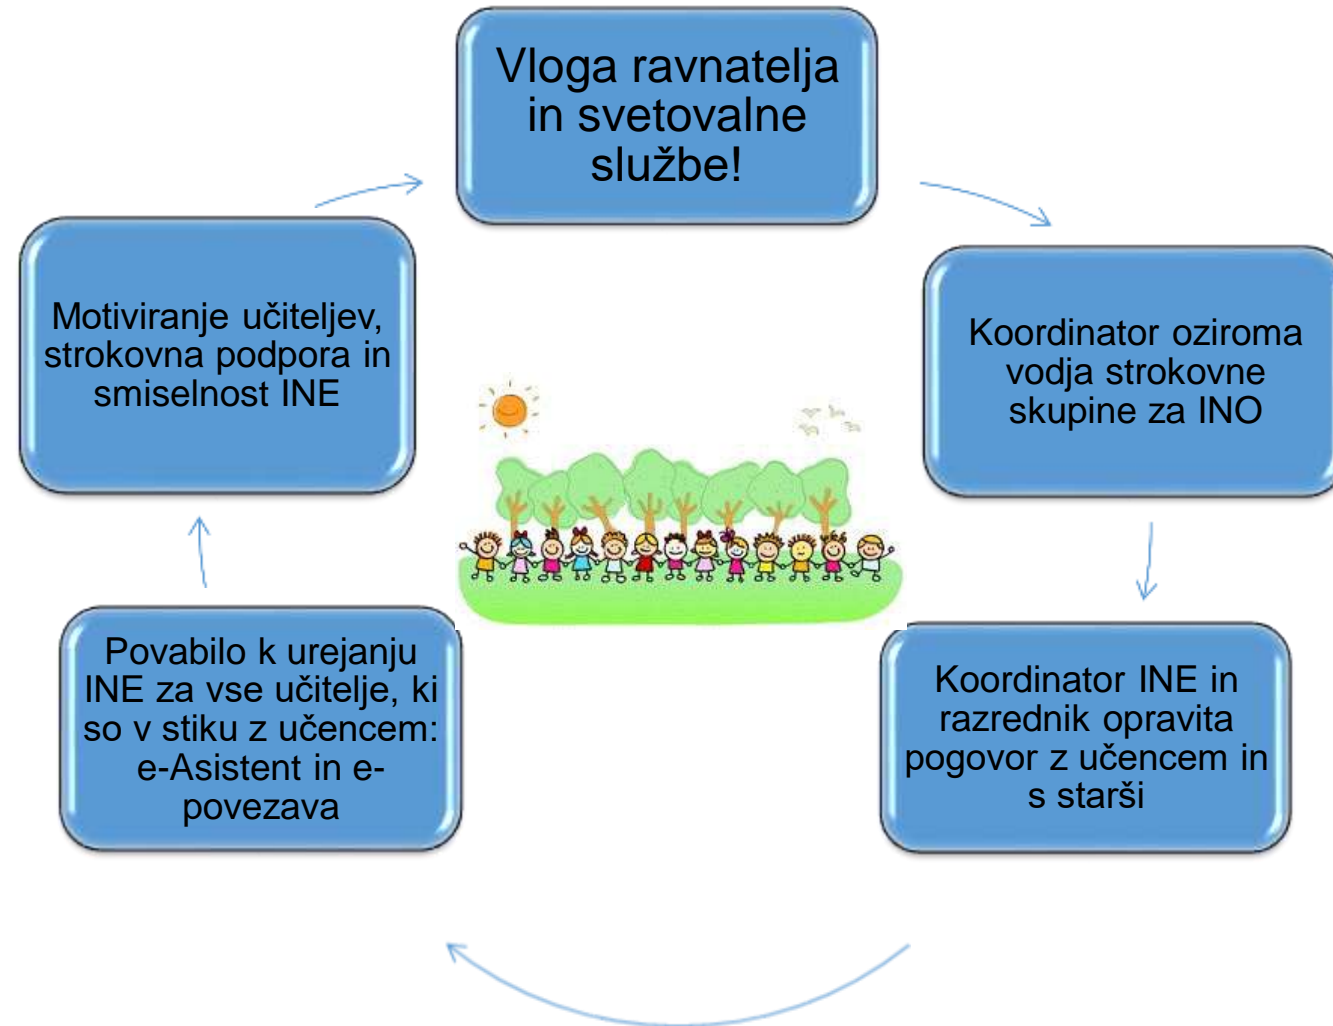 Vloga ravnatelja
in svetovalne
službe!
Koordinator oziroma
vodja strokovne
skupine za INO
Koordinator INE in
razrednik opravita
pogovor z učencem in
s starši
Povabilo k urejanju
INE za vse učitelje, ki
so v stiku z učencem:
e-Asistent in e-
povezava
Motiviranje učiteljev,
strokovna podpora in
smiselnost INE